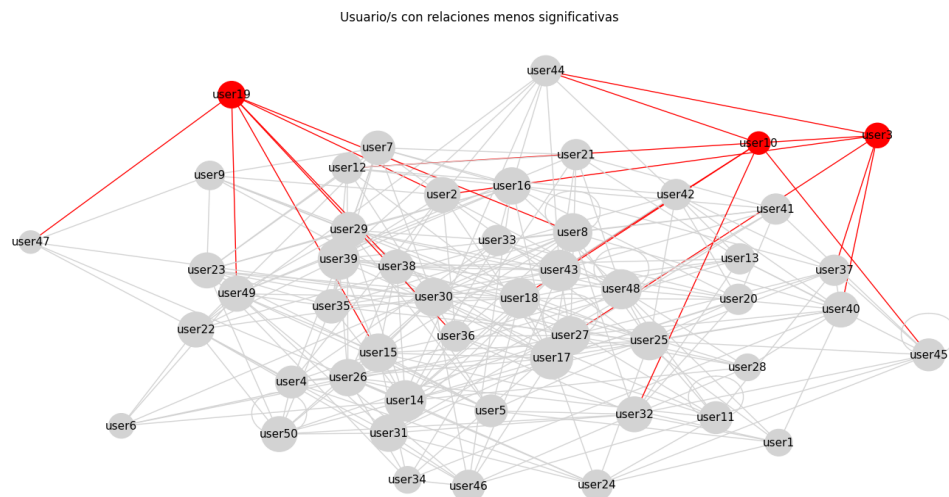 Usuario/s con relaciones menos significativas
user44
user19
user3
user10
user7
user21
user12
user9
user16
user2
user42
user41
user29
user8
user33
user47
user39
user13
user38
user23
user43
user37
user48
user49
user30
user18
user20
user35
user40
user22
user36
user27
user25
user15
user45
user17
user28
user26
user4
user14
user5
user32
user11
user6
user31
user50
user1
user34
user46
user24